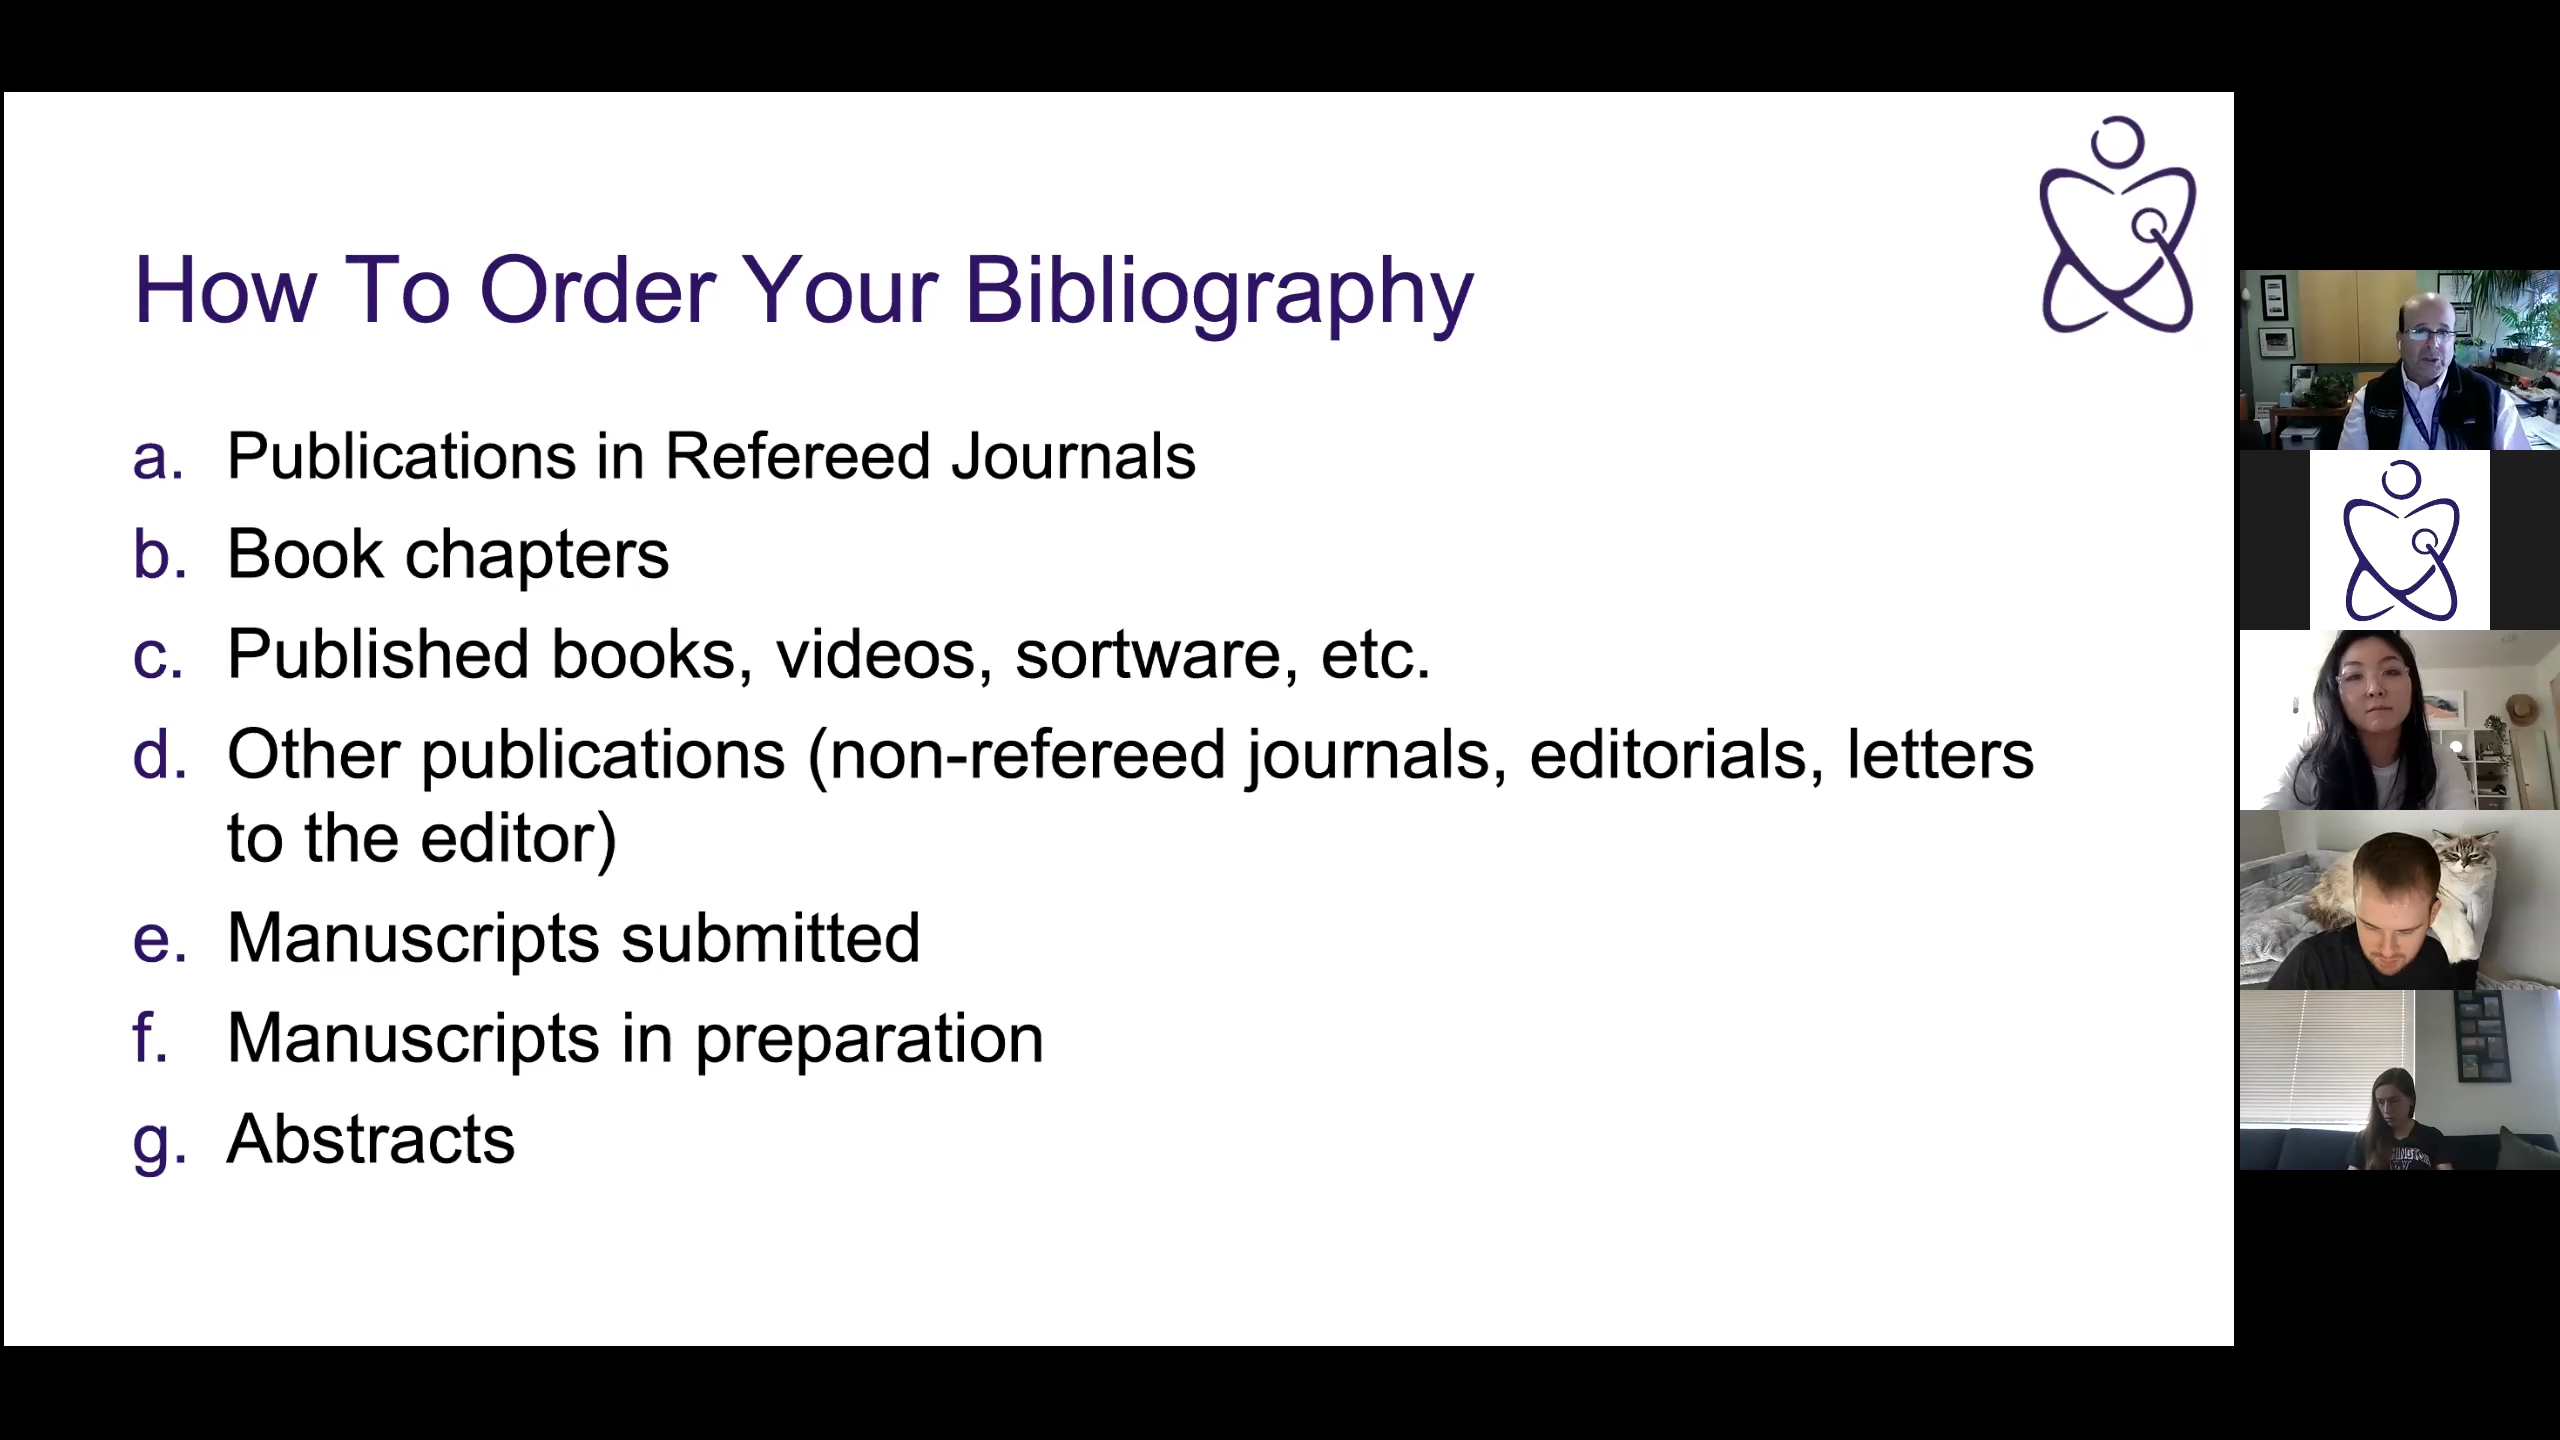 How To Order Your Bibliography
a. Publications in Refereed Journals
b. Book chapters
c. Published books, videos, sortware, etc.
d. Other publications (non-refereed journals, editorials, letters
to the editor)
e. Manuscripts submitted
f. Manuscripts in preparation
g. Abstracts